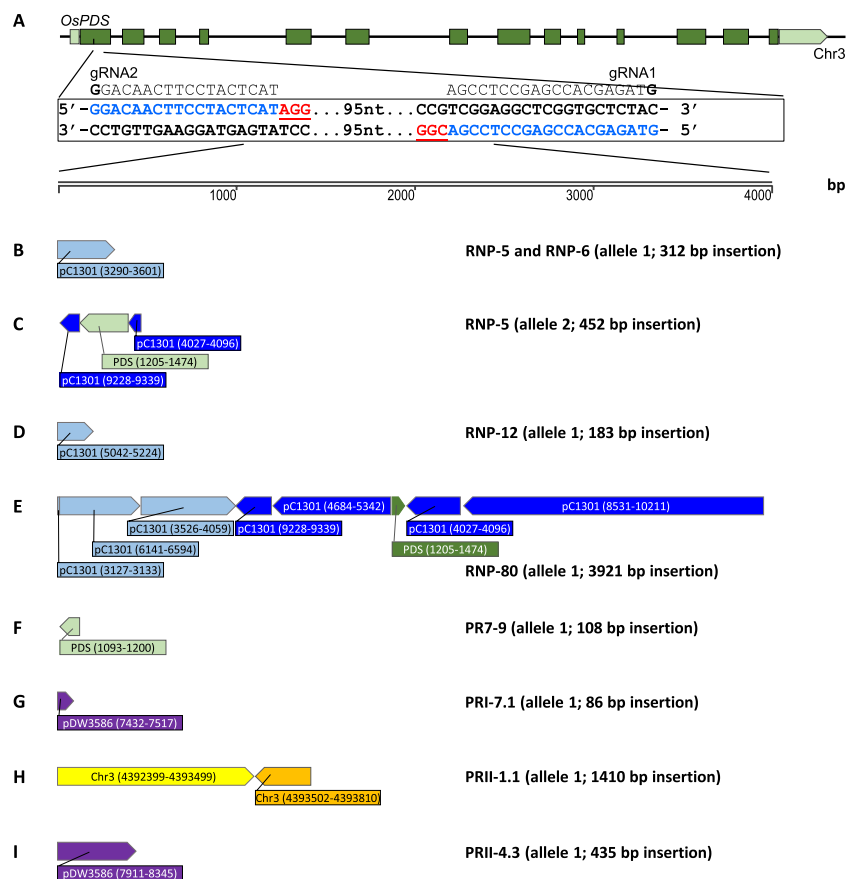 A
OsPDS
Chr3
gRNA2 gRNA1
GGACAACTTCCTACTCAT AGCCTCCGAGCCACGAGATG
5’-GGACAACTTCCTACTCATAGG...95nt...CCGTCGGAGGCTCGGTGCTCTAC- 3’
3’-CCTGTTGAAGGATGAGTATCC...95nt...GGCAGCCTCCGAGCCACGAGATG- 5’
1000 2000 3000 4000 bp
B RNP-5 and RNP-6 (allele 1; 312 bp insertion)
pC1301 (3290-3601)
C RNP-5 (allele 2; 452 bp insertion)
pC1301 (4027-4096)
PDS (1205-1474)
pC1301 (9228-9339)
D RNP-12 (allele 1; 183 bp insertion)
pC1301 (5042-5224)
E pC1301 (4684-5342) pC1301 (8531-10211)
pC1301 (3526-4059) pC1301 (9228-9339) pC1301 (4027-4096)
pC1301 (6141-6594) PDS (1205-1474)
pC1301 (3127-3133) RNP-80 (allele 1; 3921 bp insertion)
F PR7-9 (allele 1; 108 bp insertion)
PDS (1093-1200)
G PRI-7.1 (allele 1; 86 bp insertion)
pDW3586 (7432-7517)
H Chr3 (4392399-4393499) PRII-1.1 (allele 1; 1410 bp insertion)
Chr3 (4393502-4393810)
I PRII-4.3 (allele 1; 435 bp insertion)
pDW3586 (7911-8345)